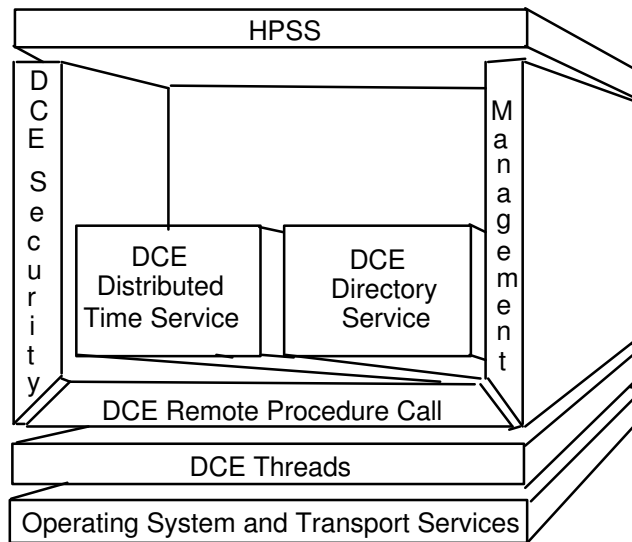 HPSS
DCE Security
Management
DCE
Distributed
Time Service
DCE
Directory
Service
DCE Remote Procedure Call
DCE Threads
Operating System and Transport Services